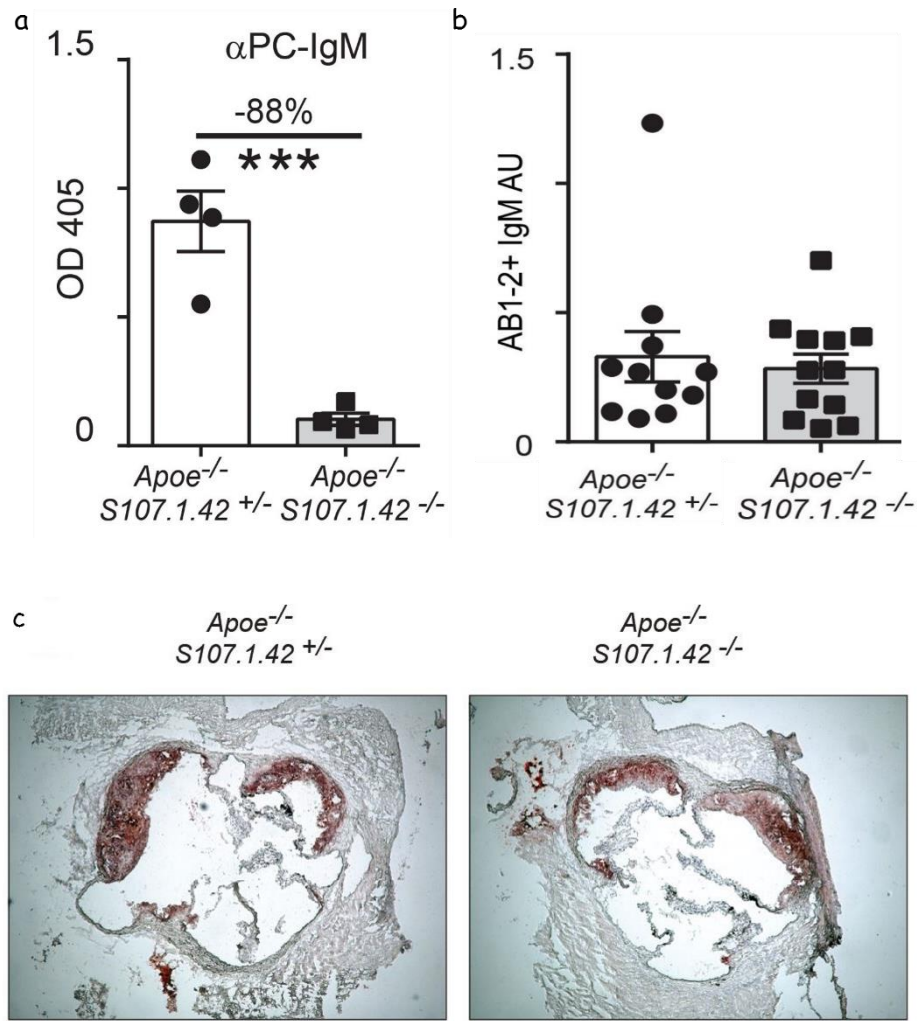 a
αPC-IgM
1.5
-88%
***
OD 405
0
Apoe-/-
S107.1.42 +/-
Apoe-/-
S107.1.42 -/-
b
1.5
AB1-2+ IgM AU
0
Apoe-/-
S107.1.42 +/-
Apoe-/-
S107.1.42 -/-
c
Apoe-/-
S107.1.42 +/-
Apoe-/-
S107.1.42 -/-